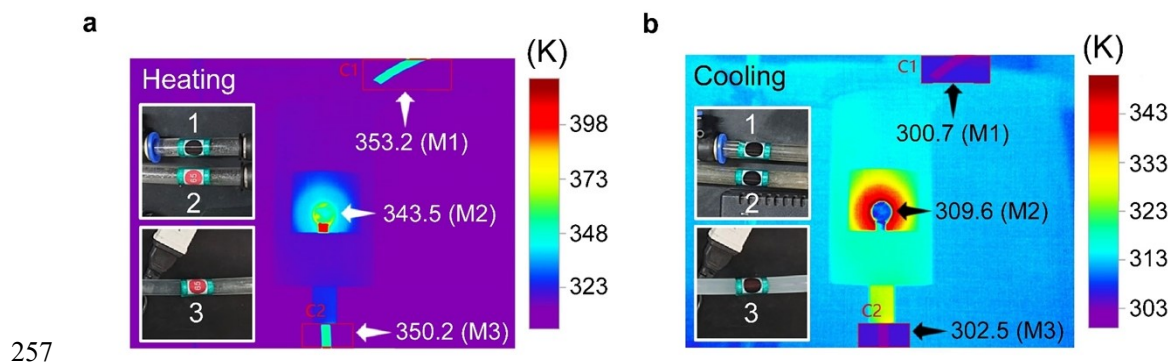 a
(K)
Heating
C1
1
353.2 (M1)
398
2
373
343.5 (M2)
348
65
3
323
C2
350.2 (M3)
b
(K)
Cooling
C1
1
300.7 (M1)
343
2
333
309.6 (M2)
323
313
3
303
C2
302.5 (M3)
257